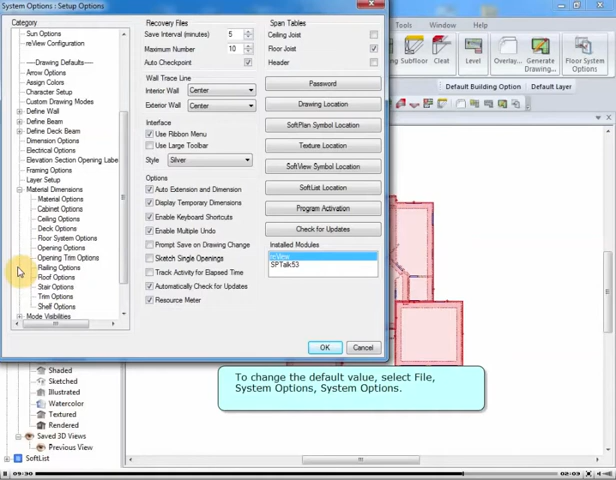 System Options : Setup Options
Category
Sun Options
reView Configuration
----Drawing Defaults----
Arrow Options
Assign Colors
Character Setup
Custom Drawing Modes
Define Wall
Define Beam
Define Deck Beam
Dimension Options
Electrical Options
Elevation Section Opening Labe
Framing Options
Layer Setup
Material Dimensions
Material Options
Cabinet Options
Ceiling Options
Deck Options
Floor System Options
Opening Options
Opening Trim Options
Railing Options
Roof Options
Stair Options
Trim Options
Shelf Options
Mode Visibilities
Recovery Files
Save Interval (minutes) 5
Maximum Number 10
Auto Checkpoint
Wall Trace Line
Interior Wall Center
Exterior Wall Center
Interface
Use Ribbon Menu
Use Large Toolbar
Style Silver
Options
Auto Extension and Dimension
Display Temporary Dimensions
Enable Keyboard Shortcuts
Enable Multiple Undo
Prompt Save on Drawing Change
Sketch Single Openings
Track Activity for Elapsed Time
Automatically Check for Updates
Resource Meter
Span Tables
Ceiling Joist
Floor Joist
Header
Password
Drawing Location
SoftPlan Symbol Location
Texture Location
SoftView Symbol Location
SoftList Location
Program Activation
Check for Updates
Installed Modules
reView
SPTalk53
OK Cancel
Tools Window
Subfloor Ceiling Level Overlay... Generate Drawing... Floor System Options
Default Building Option Default Layer
To change the default value, select File,
System Options, System Options.
Shaded
Sketched
Illustrated
Watercolor
Textured
Rendered
Saved 3D Views
Previous View
SoftList
09:30 02:03